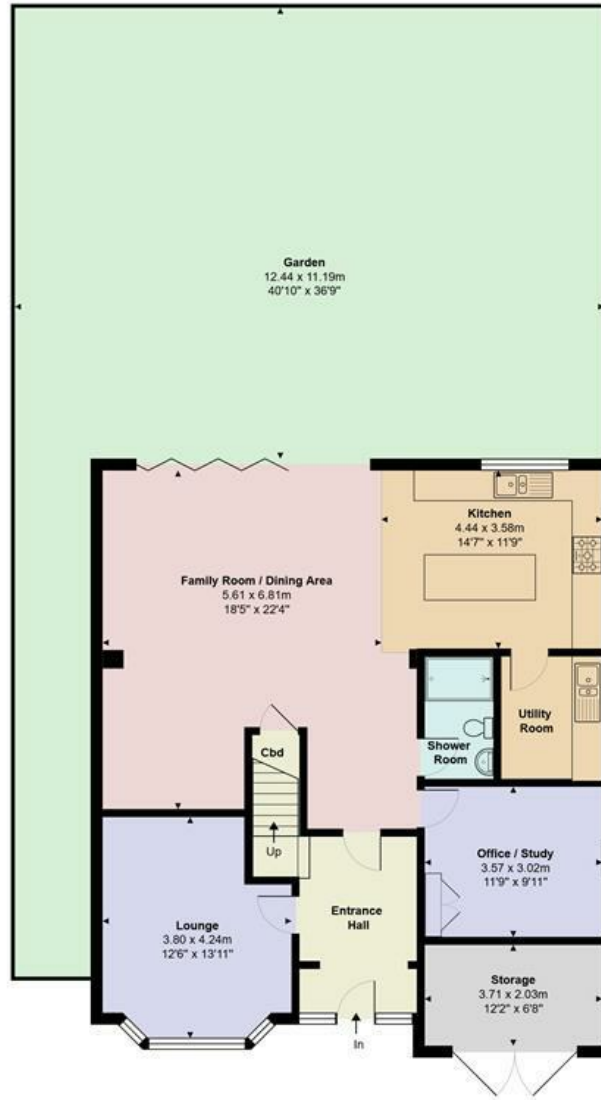 Garden
12.44 x 11.19m
40'10" x 36'9"
Kitchen
4.44 x 3.58m
14'7" x 11'9"
Family Room / Dining Area
5.61 x 6.81m
18'5" x 22'4"
Utility
Room
Shower
Room
Cbd
Up
Office / Study
3.57 x 3.02m
11'9" x 9'11"
Entrance
Hall
Lounge
3.80 x 4.24m
12'6" x 13'11"
Storage
3.71 x 2.03m
12'2" x 6'8"
In